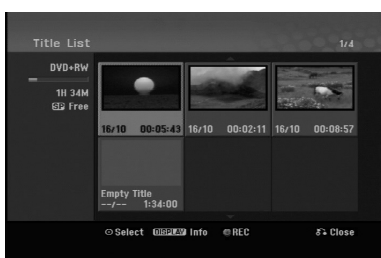 Title List 1/4
DVD+RW
1H 34M
SP Free
16/10 00:05:43 16/10 00:02:11 16/10 00:08:57
Empty Title
--/-- 1:34:00
Select DISPLAY Info REC Close